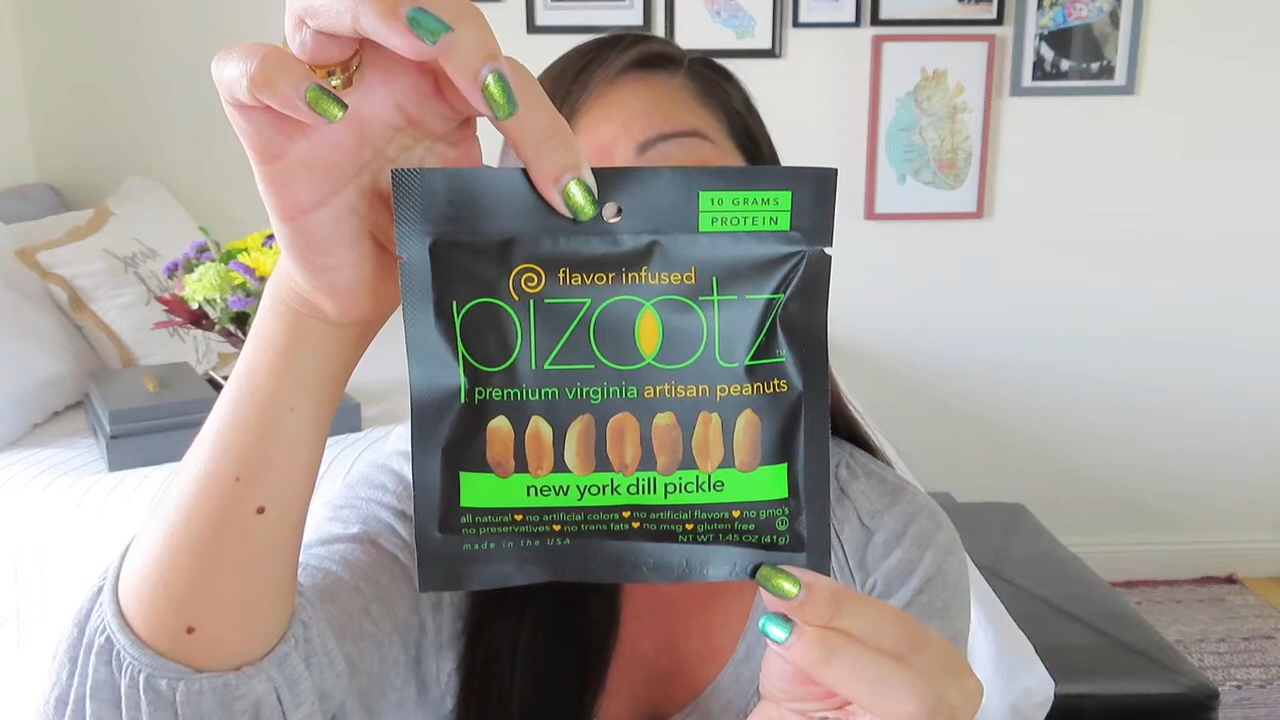 10 GRAMS
PROTEIN
flavor infused
pizootz™
premium virginia artisan peanuts
new york dill pickle
all natural ♥ no artificial colors ♥ no artificial flavors ♥ no gmo's
no preservatives ♥ no trans fats ♥ no msg ♥ gluten free Ⓤ
made in the USA
NT WT 1.45 OZ (41g)